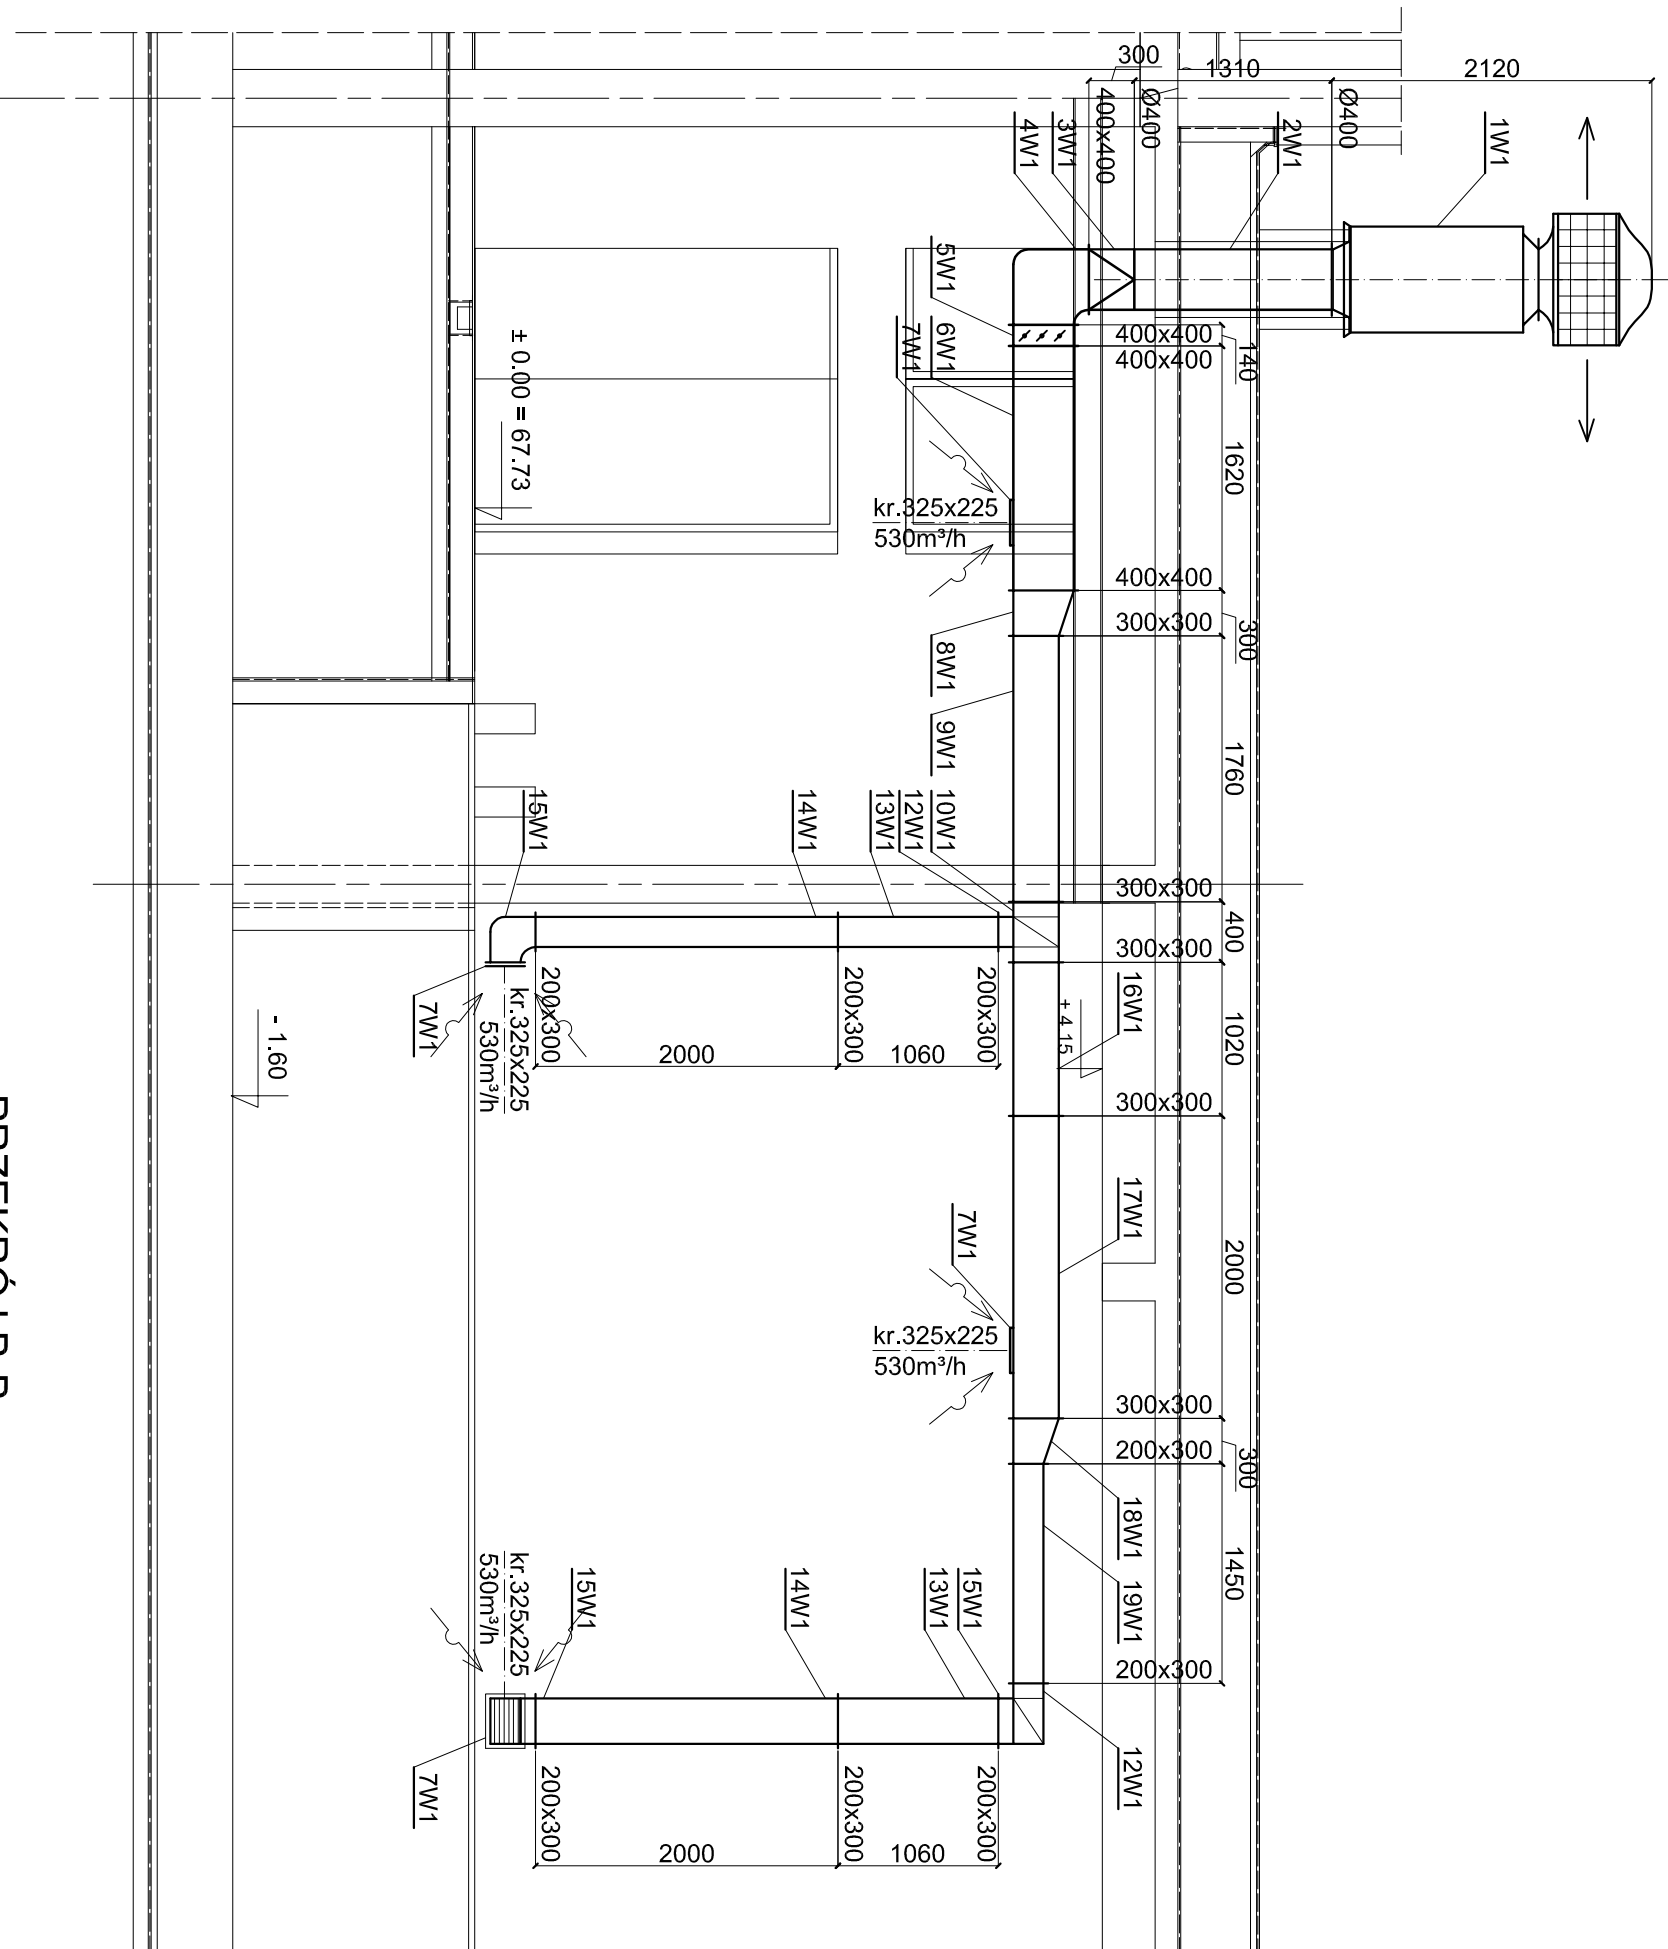 2120
1310
300
Ø400
Ø400
400x400
1W1
2W1
3W1
4W1
5W1
6W1
7W1
400x400
140
400x400
1620
kr.325x225
530m³/h
400x400
300
300x300
8W1
9W1
1760
10W1
12W1
13W1
14W1
15W1
300x300
400
300x300
1020
16W1
+4.15
300x300
± 0.00 = 67.73
- 1.60
7W1
kr.325x225
530m³/h
200x300
200x300
200x300
2000
1060
17W1
2000
7W1
kr.325x225
530m³/h
300x300
300
200x300
18W1
1450
19W1
200x300
12W1
15W1
13W1
14W1
15W1
kr.325x225
530m³/h
7W1
200x300
200x300
200x300
2000
1060